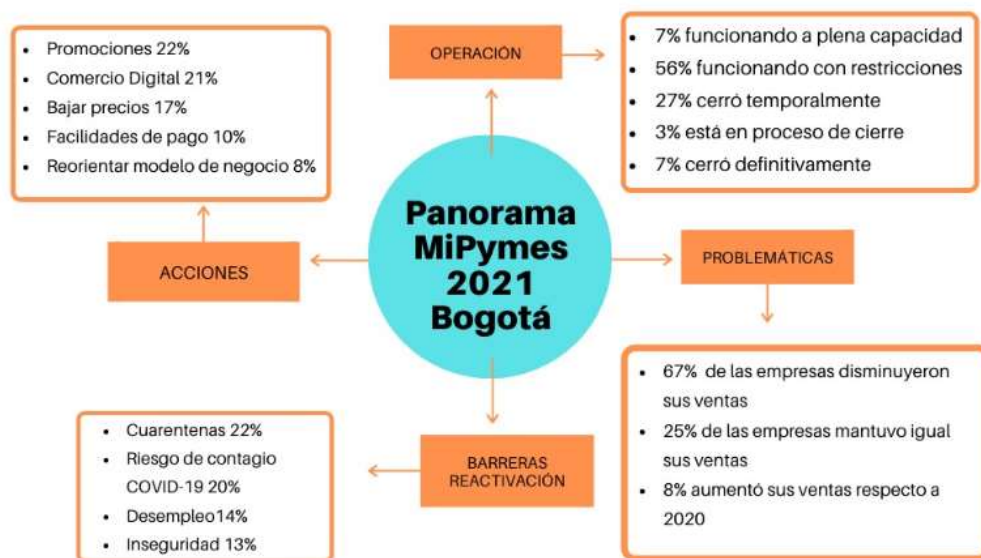 Panorama
MiPymes
2021
Bogotá
OPERACIÓN
7% funcionando a plena capacidad
56% funcionando con restricciones
27% cerró temporalmente
3% está en proceso de cierre
7% cerró definitivamente
PROBLEMÁTICAS
67% de las empresas disminuyeron
sus ventas
25% de las empresas mantuvo igual
sus ventas
8% aumentó sus ventas respecto a
2020
BARRERAS
REACTIVACIÓN
Cuarentenas 22%
Riesgo de contagio
COVID-19 20%
Desempleo14%
Inseguridad 13%
ACCIONES
Promociones 22%
Comercio Digital 21%
Bajar precios 17%
Facilidades de pago 10%
Reorientar modelo de negocio 8%